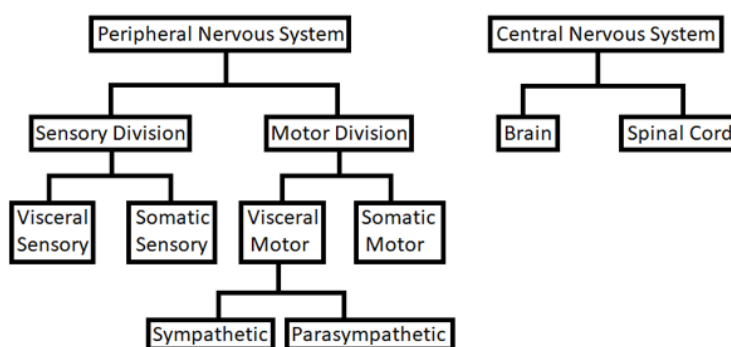 Peripheral Nervous System
Central Nervous System
Sensory Division
Motor Division
Brain
Spinal Cord
Visceral
Sensory
Somatic
Sensory
Visceral
Motor
Somatic
Motor
Sympathetic
Parasympathetic